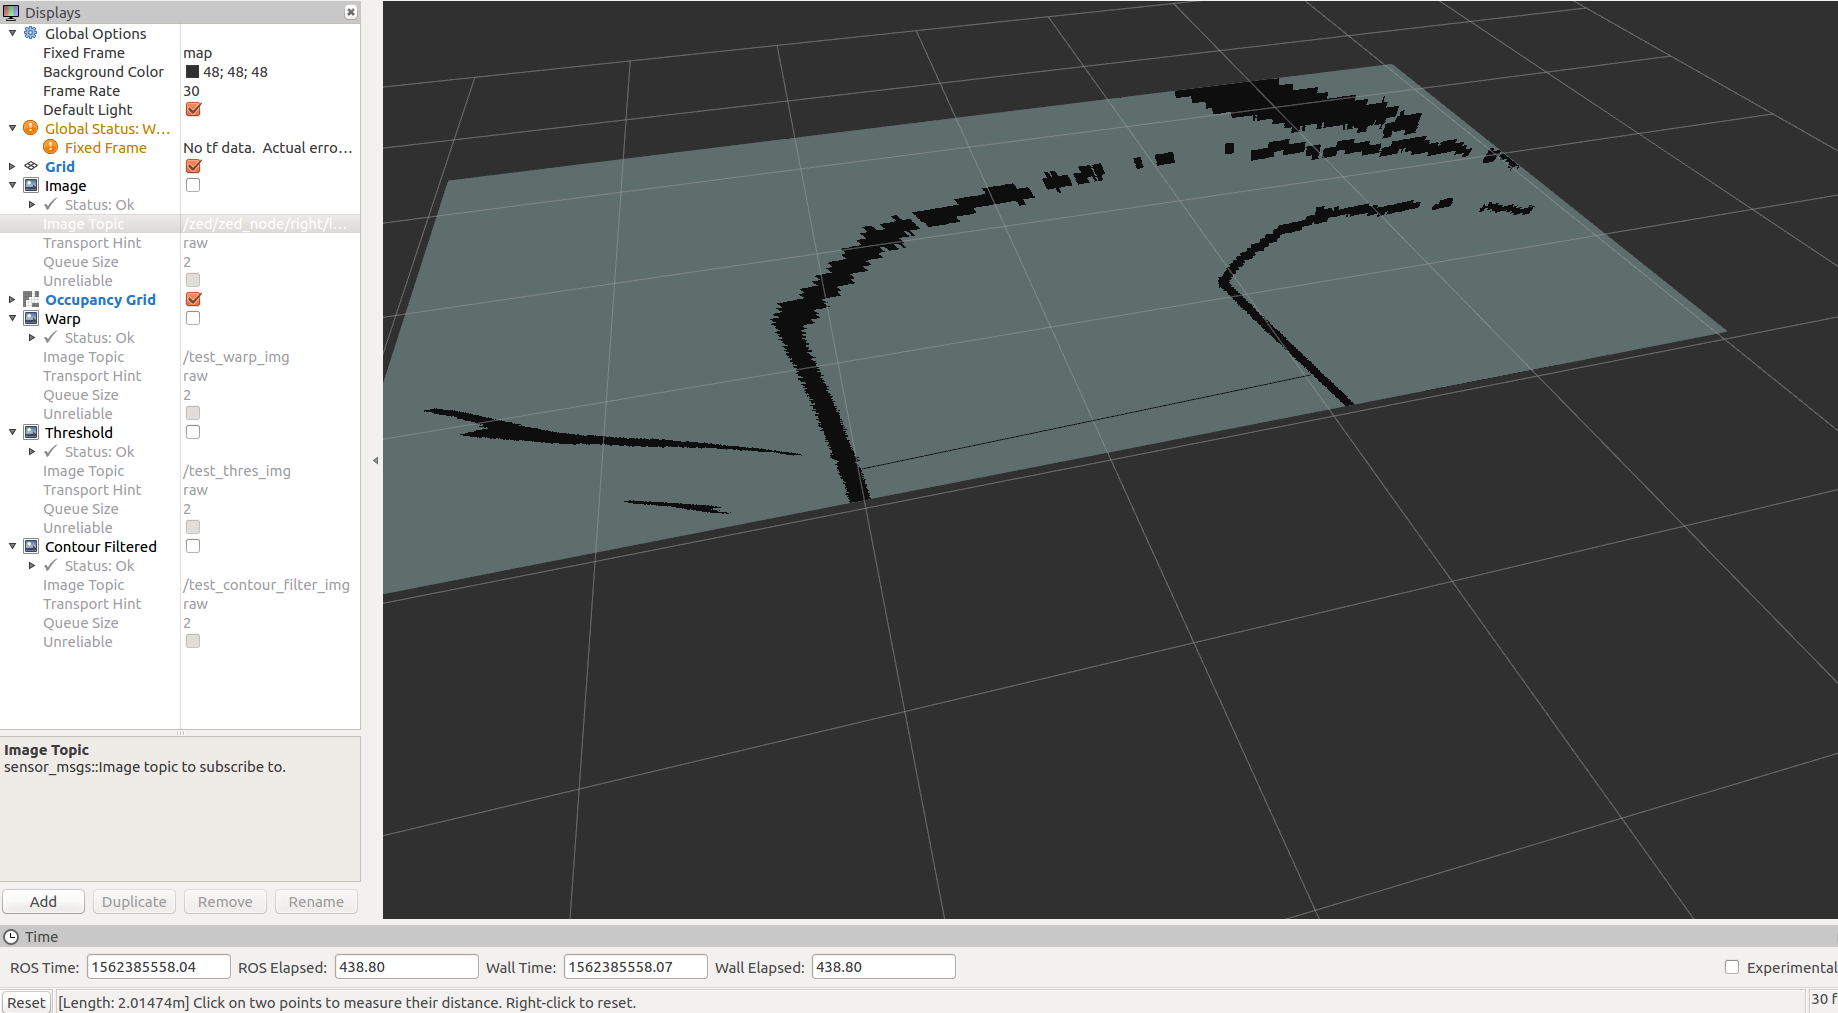 Displays
Global Options
Fixed Frame map
Background Color 48; 48; 48
Frame Rate 30
Default Light
Global Status: W...
Fixed Frame No tf data. Actual erro...
Grid
Image
Status: Ok
Image Topic /zed/zed_node/right/i...
Transport Hint raw
Queue Size 2
Unreliable
Occupancy Grid
Warp
Status: Ok
Image Topic /test_warp_img
Transport Hint raw
Queue Size 2
Unreliable
Threshold
Status: Ok
Image Topic /test_thres_img
Transport Hint raw
Queue Size 2
Unreliable
Contour Filtered
Status: Ok
Image Topic /test_contour_filter_img
Transport Hint raw
Queue Size 2
Unreliable
Image Topic
sensor_msgs::Image topic to subscribe to.
Add Duplicate Remove Rename
Time
ROS Time: 1562385558.04 ROS Elapsed: 438.80 Wall Time: 1562385558.07 Wall Elapsed: 438.80 Experimental
Reset [Length: 2.01474m] Click on two points to measure their distance. Right-click to reset. 30 f